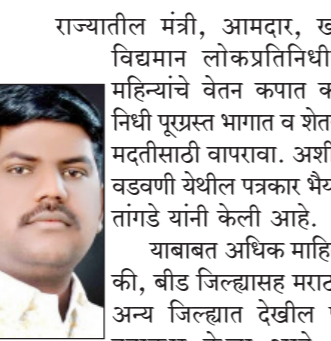 राज्यातील मंत्री, आमदार,
विद्यमान लोकप्रतिनिधी
महिन्यांचे वेतन कपात
निधी पूरग्रस्त भागात व
मदतीसाठी वापरावा. अशी
वडवणी येथील पत्रकार
तांगडे यांनी केली आहे.
याबाबत अधिक
की, बीड जिल्ह्यासह
अन्य जिल्ह्यात देखील